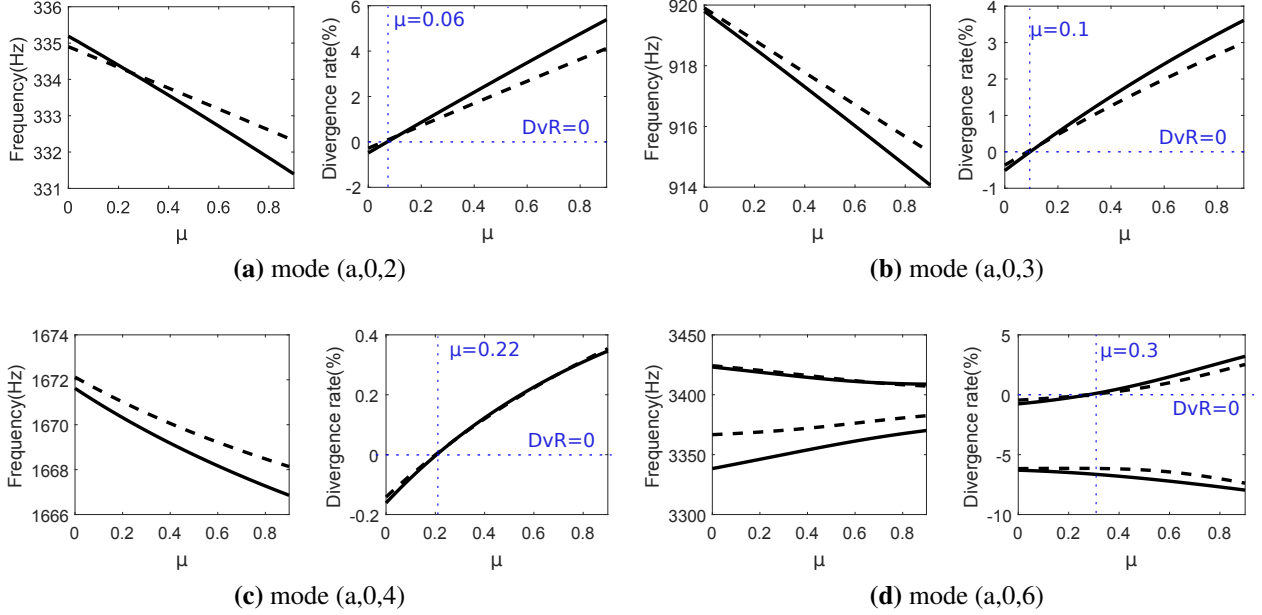 Frequency(Hz)
335
334
333
332
331
0
0.2
0.4
0.6
0.8
μ
Divergence rate(%)
6
4
2
0
-2
μ=0.06
DvR=0
0
0.2
0.4
0.6
0.8
μ
(a) mode (a,0,2)
Frequency(Hz)
920
918
916
914
0
0.2
0.4
0.6
0.8
μ
Divergence rate(%)
4
3
2
1
0
-1
μ=0.1
DvR=0
0
0.2
0.4
0.6
0.8
μ
(b) mode (a,0,3)
Frequency(Hz)
1674
1672
1670
1668
1666
0
0.2
0.4
0.6
0.8
μ
Divergence rate(%)
0.4
0.2
0
-0.2
μ=0.22
DvR=0
0
0.2
0.4
0.6
0.8
μ
(c) mode (a,0,4)
Frequency(Hz)
3450
3400
3350
3300
0
0.2
0.4
0.6
0.8
μ
Divergence rate(%)
5
0
-5
-10
μ=0.3
DvR=0
0
0.2
0.4
0.6
0.8
μ
(d) mode (a,0,6)